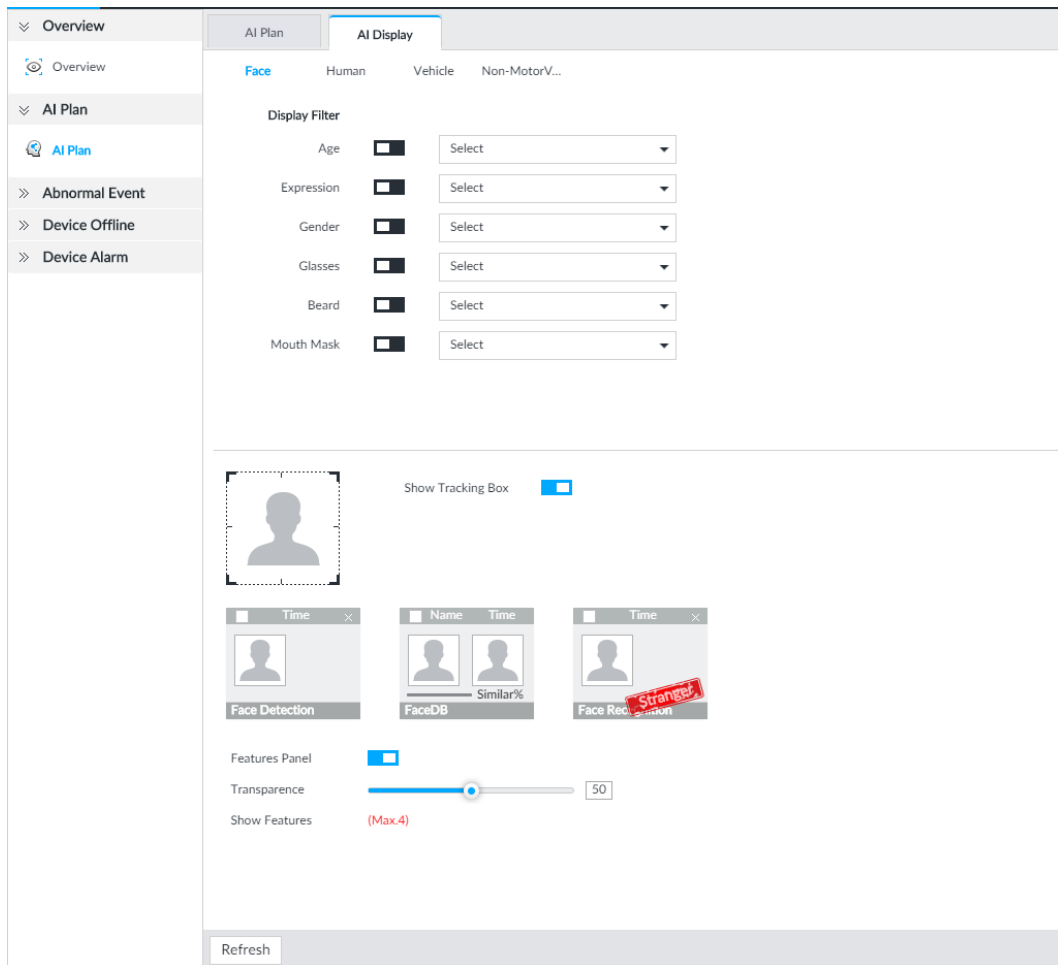 Overview
Overview
AI Plan
AI Plan
Abnormal Event
Device Offline
Device Alarm
AI Plan AI Display
Face Human Vehicle Non-MotorV...
Display Filter
Age Select
Expression Select
Gender Select
Glasses Select
Beard Select
Mouth Mask Select
Show Tracking Box
Time Name Time Time
Similar%
Stranger
Face Detection FaceDB Face Recognition
Features Panel
Transparence 50
Show Features (Max.4)
Refresh